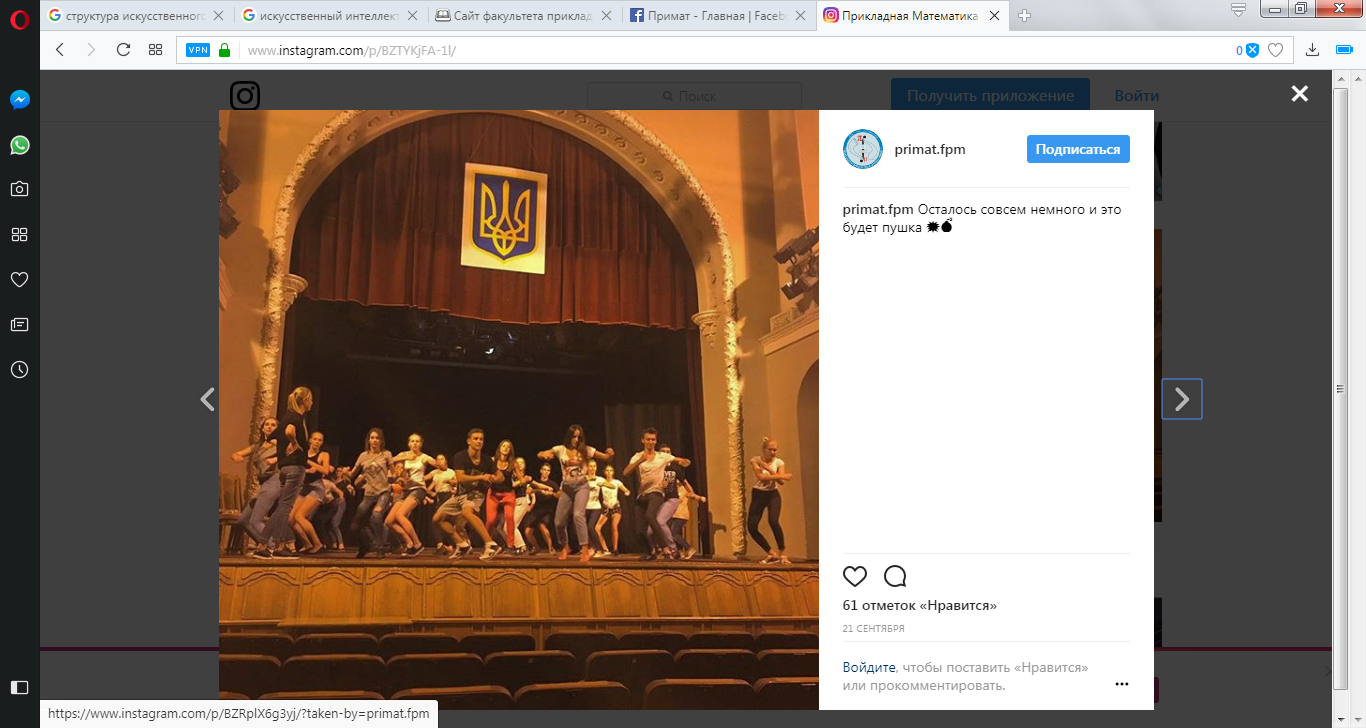 структура искусственного
искусственный интеллект
Сайт факультета приклад
Примат - Главная | Faceb
Прикладная Математика
VPN
www.instagram.com/p/BZTYKjFA-1l/
0
Поиск
Получить приложение
Войти
primat.fpm
Подписаться
primat.fpm Осталось совсем немного и это
будет пушка
61 отметок «Нравится»
21 СЕНТЯБРЯ
Войдите, чтобы поставить «Нравится»
или прокомментировать.
https://www.instagram.com/p/BZRplX6g3yj/?taken-by=primat.fpm